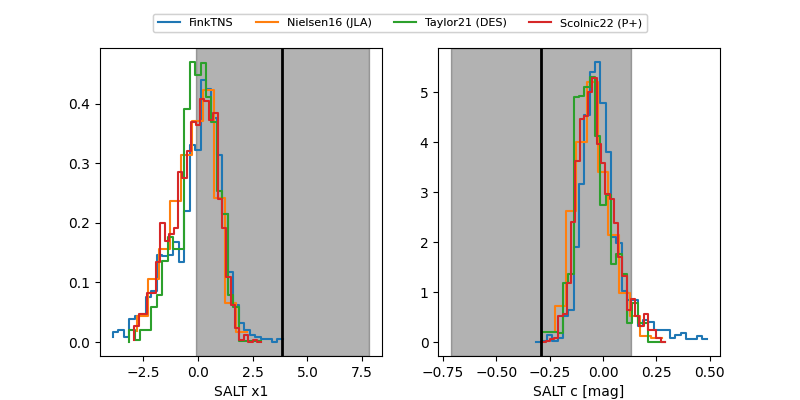 FinkTNS Nielsen16 (JLA) Taylor21 (DES) Scolnic22 (P+)
0.4
0.3
0.2
0.1
0.0
−2.5 0.0 2.5 5.0 7.5
SALT x1
5
4
3
2
1
0
−0.75 −0.50 −0.25 0.00 0.25 0.50
SALT c [mag]